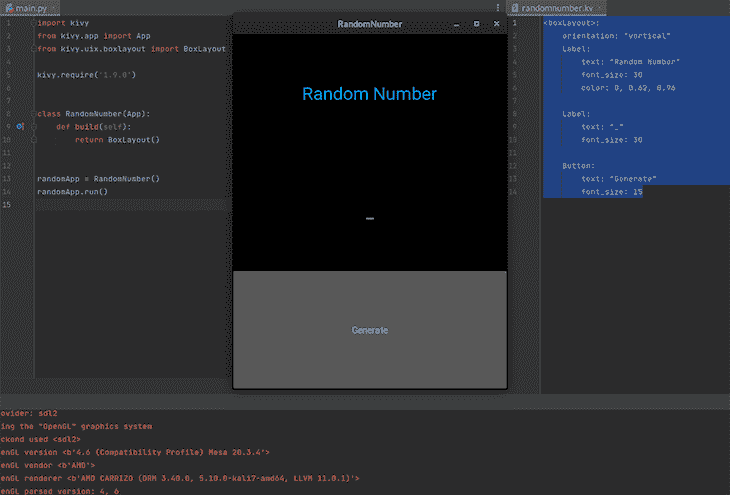 main.py
1 import kivy
2 from kivy.app import App
3 from kivy.uix.boxlayout import BoxLayout
4
5 kivy.require('1.9.0')
6
7
8 class RandomNumber(App):
9 def build(self):
10 return BoxLayout()
11
12
13 randomApp = RandomNumber()
14 randomApp.run()
15
RandomNumber
Random Number
_
Generate
randomnumber.kv
1 <boxLayout>:
2 orientation: "vertical"
3 Label:
4 text: "Random Number"
5 font_size: 30
6 color: 0, 0.62, 0.96
7
8 Label:
9 text: "_"
10 font_size: 30
11
12 Button:
13 text: "Generate"
14 font_size: 15
ovider: sdl2
ing the "OpenGL" graphics system
ckend used <sdl2>
enGL version <b'4.6 (Compatibility Profile) Mesa 20.3.4'>
enGL vendor <b'AMD'>
enGL renderer <b'AMD CARRIZO (DRM 3.40.0, 5.10.0-kali7-amd64, LLVM 11.0.1)'>
enGL parsed version: 4, 6